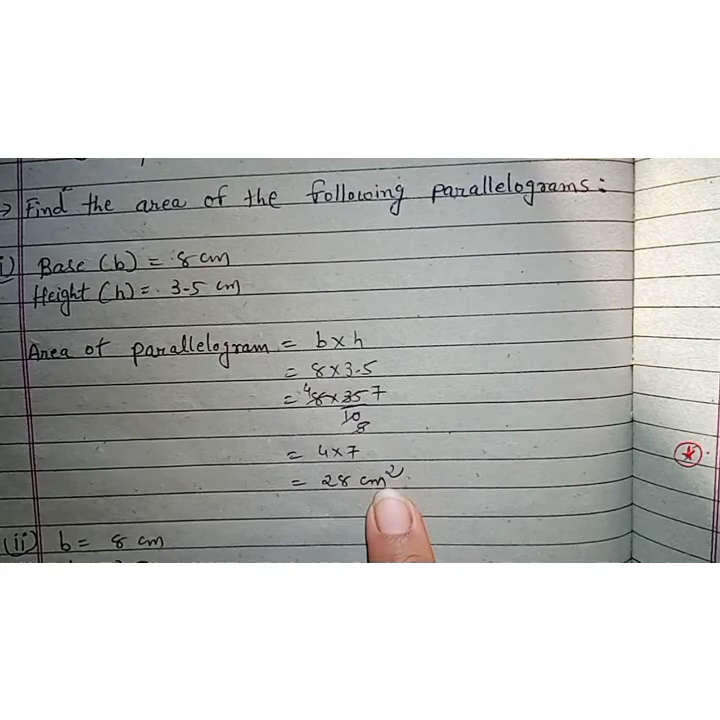 → Find the area of the following parallelograms:
i) Base (b) = 8 cm
Height (h) = 3.5 cm
Area of parallelogram = b×h
= 8×3.5
= 4 8×35 7
10
8
= 4×7
= 28 cm²
(ii) b = 8 cm